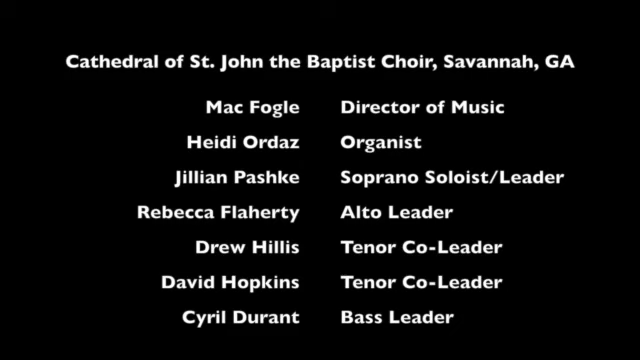 Cathedral of St. John the Baptist Choir, Savannah, GA
Mac Fogle Director of Music
Heidi Ordaz Organist
Jillian Pashke Soprano Soloist/Leader
Rebecca Flaherty Alto Leader
Drew Hillis Tenor Co-Leader
David Hopkins Tenor Co-Leader
Cyril Durant Bass Leader